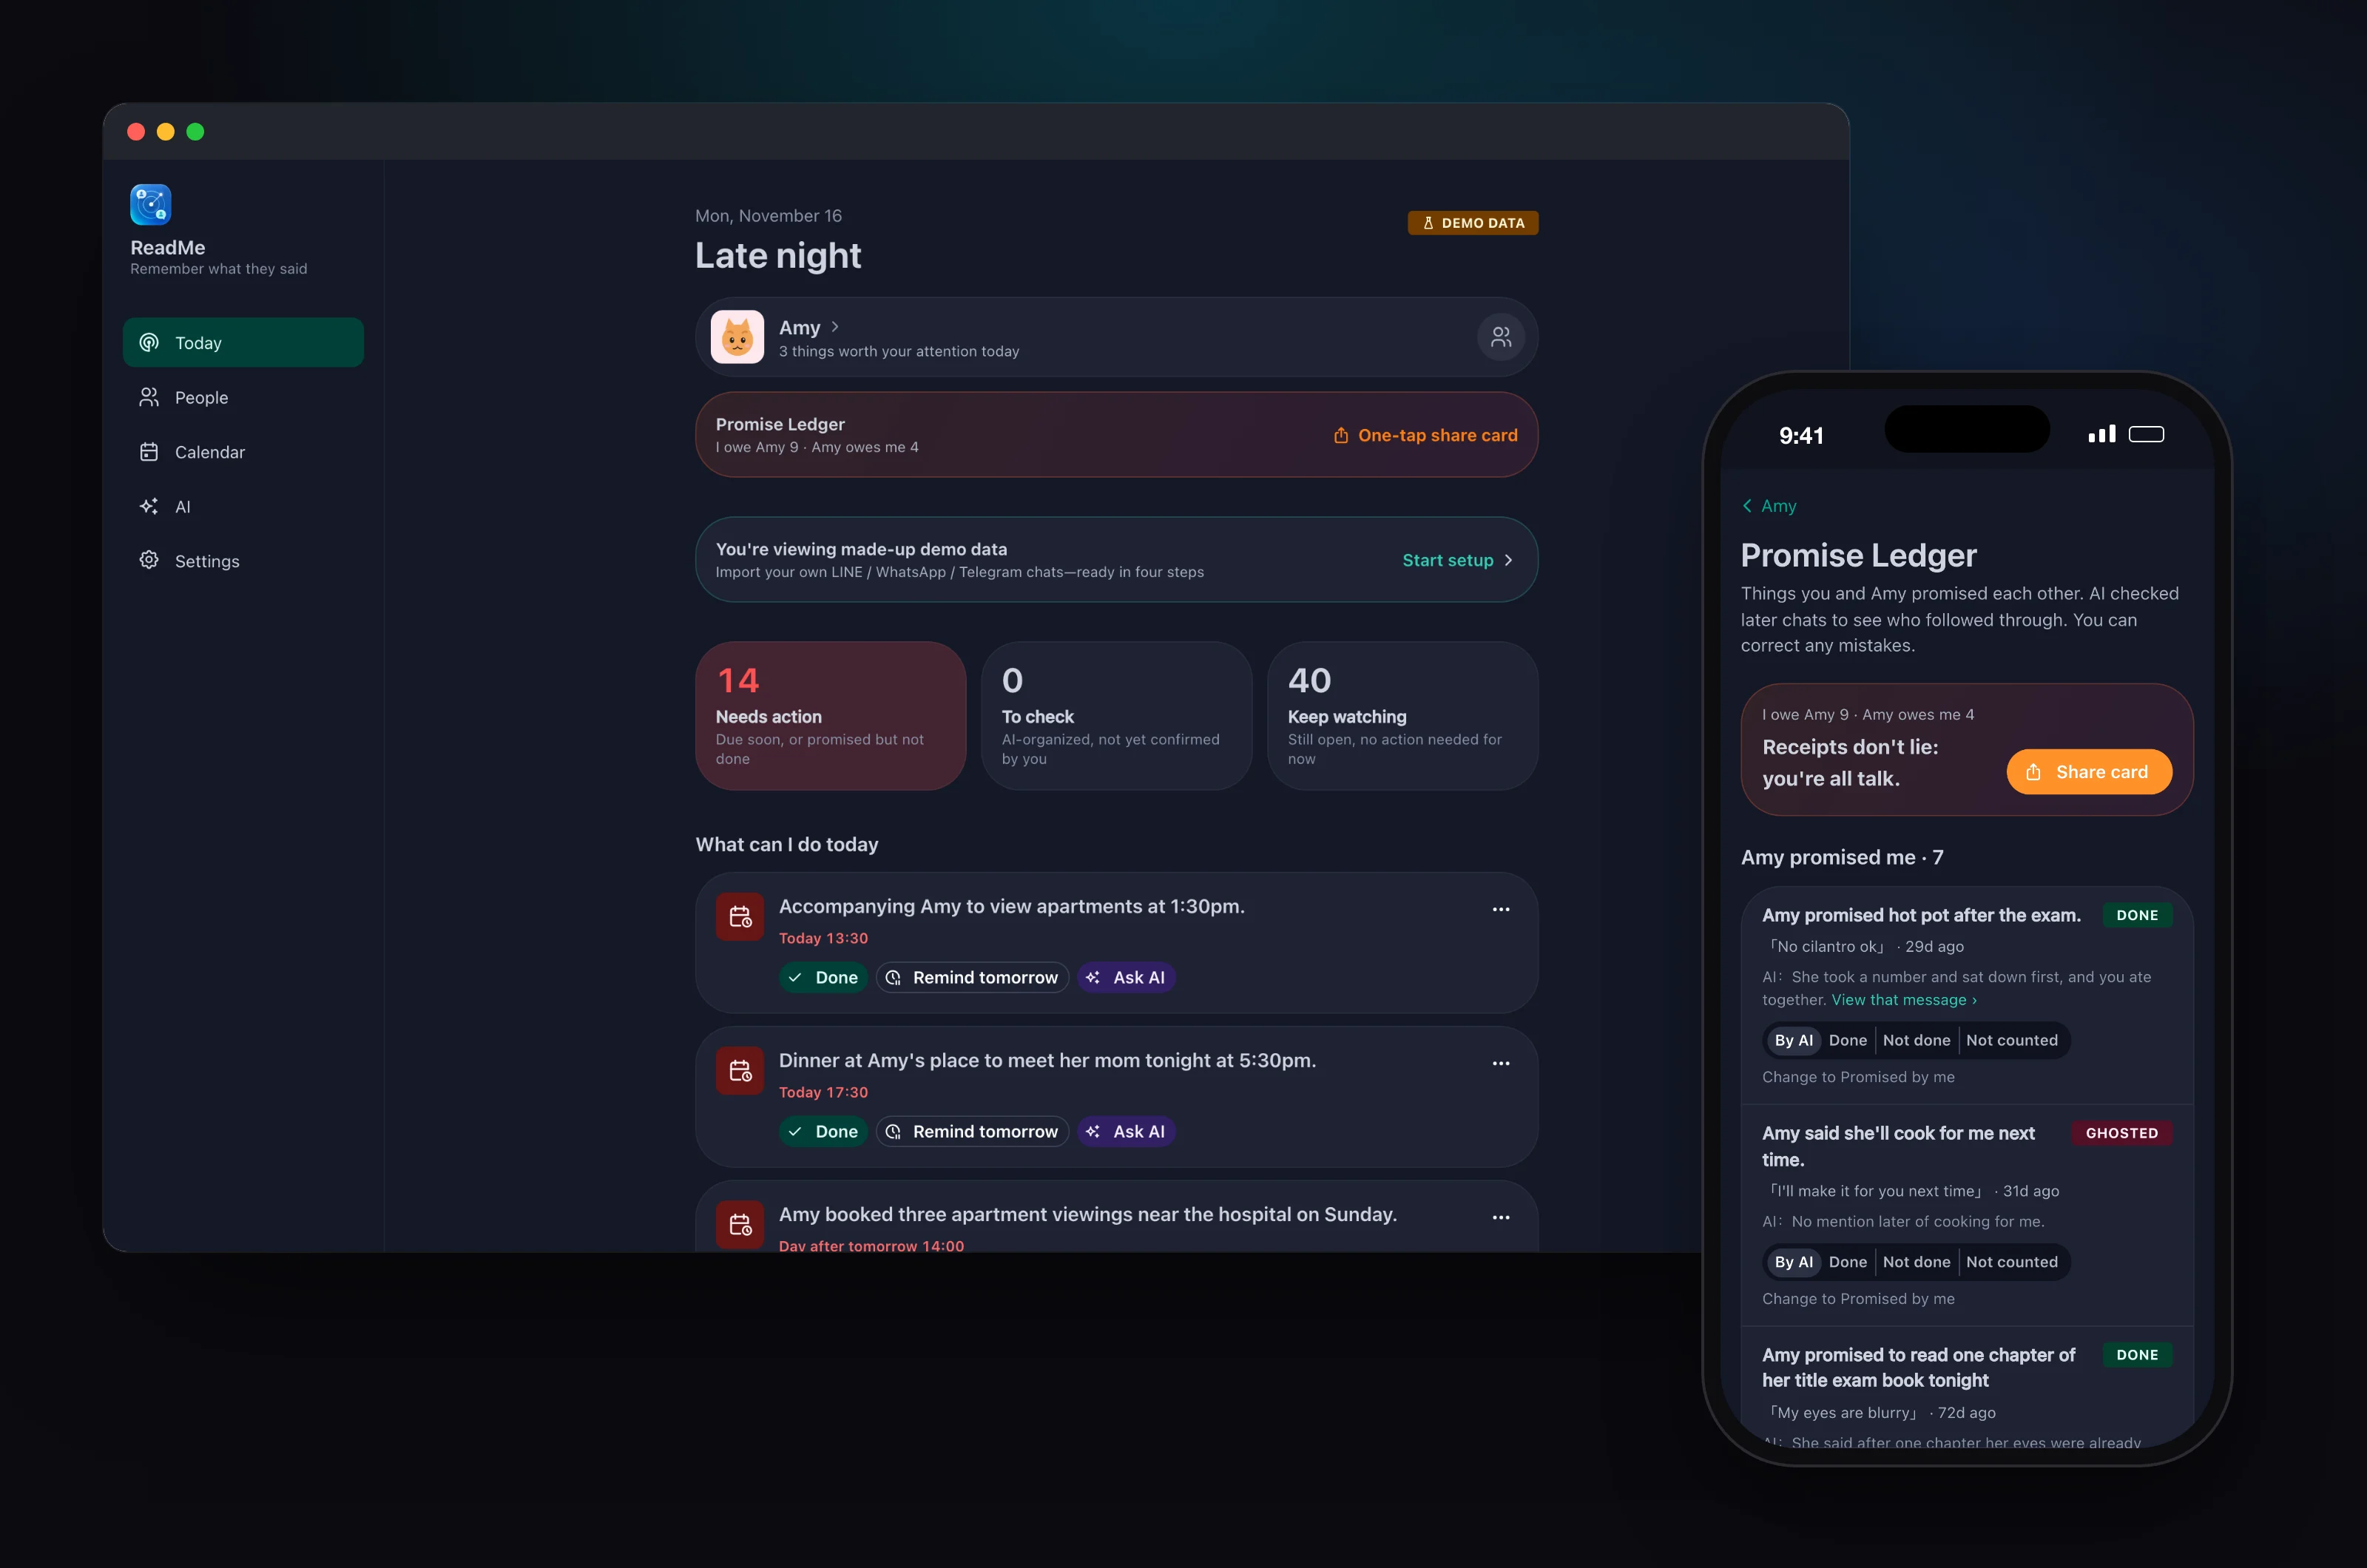 ReadMe
Remember what they said
Today
People
Calendar
AI
Settings
Mon, November 16
Late night
DEMO DATA
Amy
3 things worth your attention today
Promise Ledger
I owe Amy 9 · Amy owes me 4
One-tap share card
You're viewing made-up demo data
Import your own LINE / WhatsApp / Telegram chats—ready in four steps
Start setup
14
Needs action
Due soon, or promised but not
done
0
To check
AI-organized, not yet confirmed
by you
40
Keep watching
Still open, no action needed for
now
What can I do today
Accompanying Amy to view apartments at 1:30pm.
Today 13:30
Done
Remind tomorrow
Ask AI
Dinner at Amy's place to meet her mom tonight at 5:30pm.
Today 17:30
Done
Remind tomorrow
Ask AI
Amy booked three apartment viewings near the hospital on Sunday.
Day after tomorrow 14:00
9:41
Amy
Promise Ledger
Things you and Amy promised each other. AI checked
later chats to see who followed through. You can
correct any mistakes.
I owe Amy 9 · Amy owes me 4
Receipts don't lie:
you're all talk.
Share card
Amy promised me · 7
Amy promised hot pot after the exam.
DONE
「No cilantro ok」 · 29d ago
AI: She took a number and sat down first, and you ate
together. View that message ›
By AI
Done
Not done
Not counted
Change to Promised by me
Amy said she'll cook for me next
time.
GHOSTED
「I'll make it for you next time」 · 31d ago
AI: No mention later of cooking for me.
By AI
Done
Not done
Not counted
Change to Promised by me
Amy promised to read one chapter of
her title exam book tonight
DONE
「My eyes are blurry」 · 72d ago
AI: She said after one chapter her eyes were already